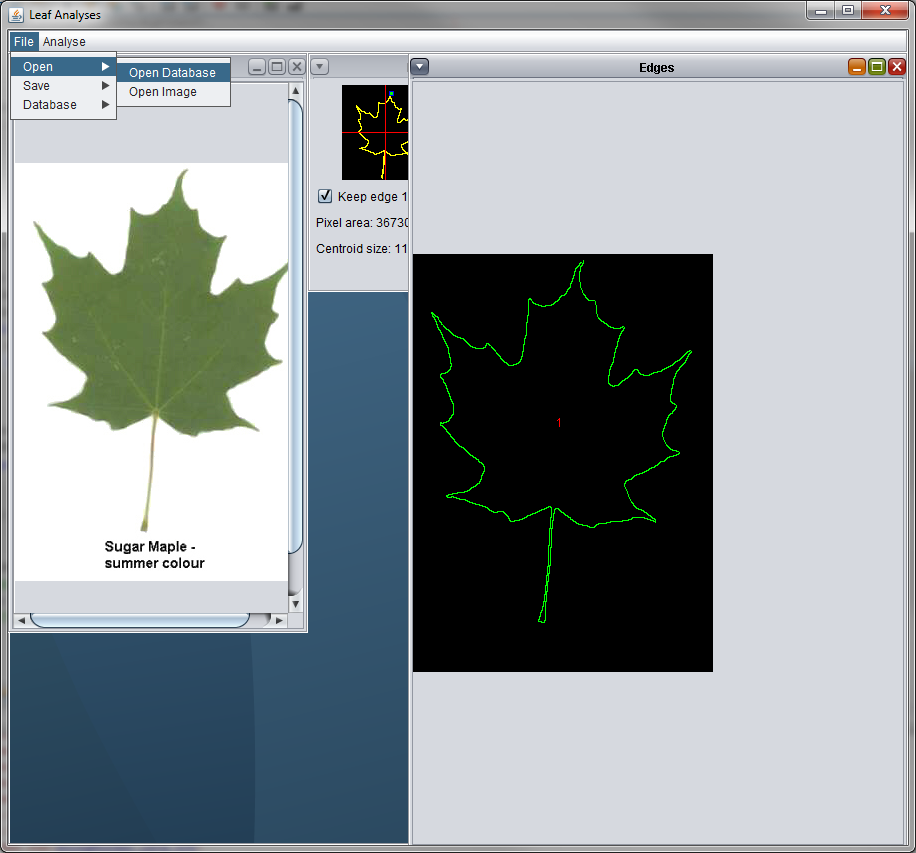 Leaf Analyses
File Analyse
Open
Save
Database
Open Database
Open Image
Edges
Keep edge 1
Pixel area: 36730
Centroid size: 11
1
Sugar Maple -
summer colour